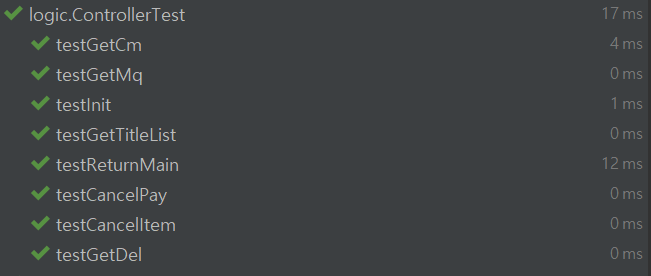 logic.ControllerTest 17 ms
testGetCm 4 ms
testGetMq 0 ms
testInit 1 ms
testGetTitleList 0 ms
testReturnMain 12 ms
testCancelPay 0 ms
testCancelItem 0 ms
testGetDel 0 ms